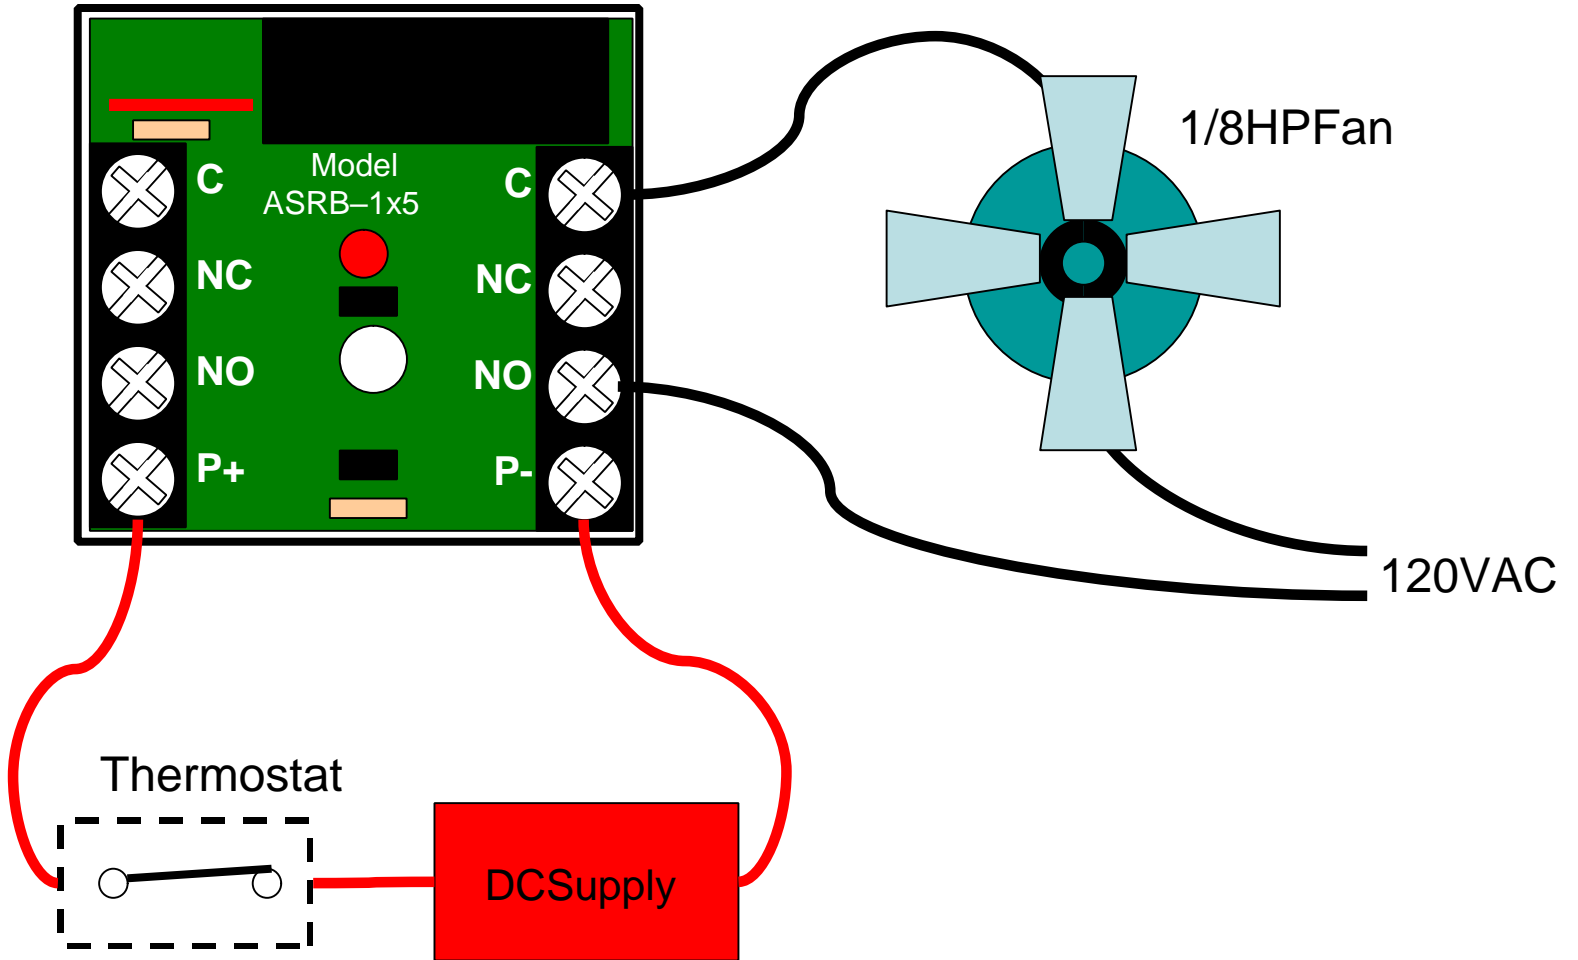 Model
ASRB–1x5
C
NC
NO
P+
C
NC
NO
P-
1/8HPFan
120VAC
Thermostat
DCSupply